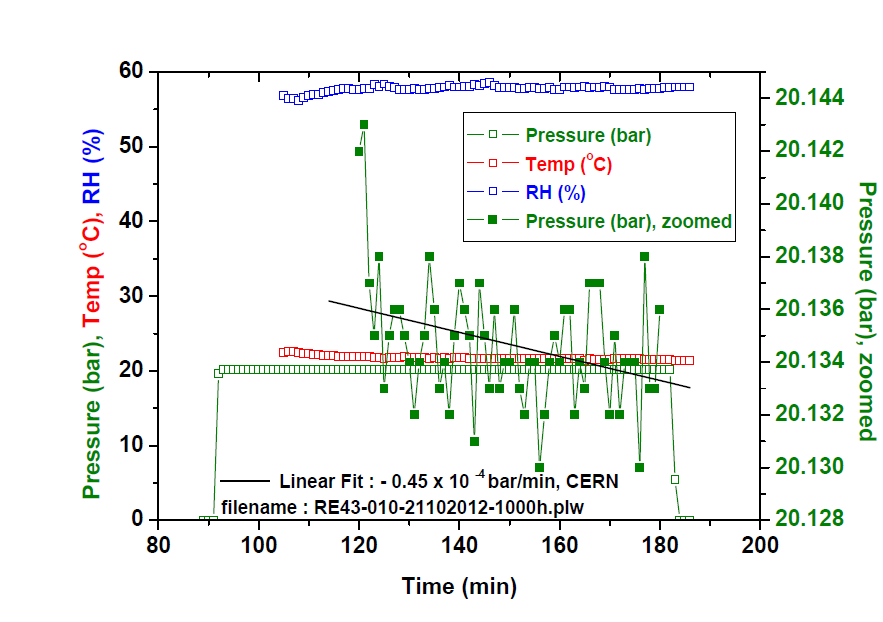 60
50
40
30
20
10
0
Pressure (bar), Temp (°C), RH (%)
Pressure (bar)
Temp (°C)
RH (%)
Pressure (bar), zoomed
Linear Fit : - 0.45 x 10 -4 bar/min, CERN
filename : RE43-010-21102012-1000h.plw
20.144
20.142
20.140
20.138
20.136
20.134
20.132
20.130
20.128
Pressure (bar), zoomed
80 100 120 140 160 180 200
Time (min)